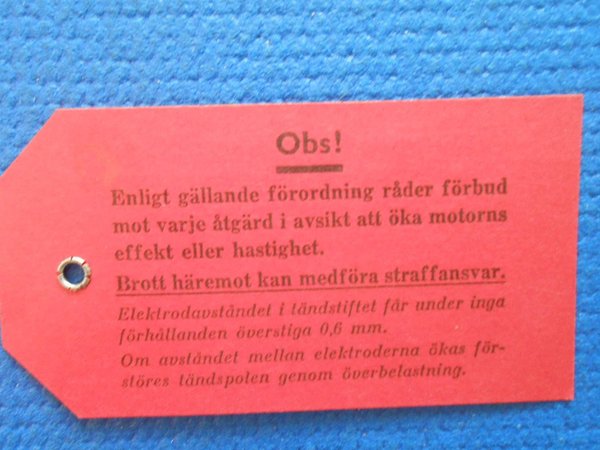 Obs!
Enligt gällande förordning råder förbud
mot varje åtgärd i avsikt att öka motorns
effekt eller hastighet.
Brott häremot kan medföra straffansvar.
Elektrodavståndet i tändstiftet får under inga
förhållanden överstiga 0,6 mm.
Om avståndet mellan elektroderna ökas för-
störes tändspolen genom överbelastning.